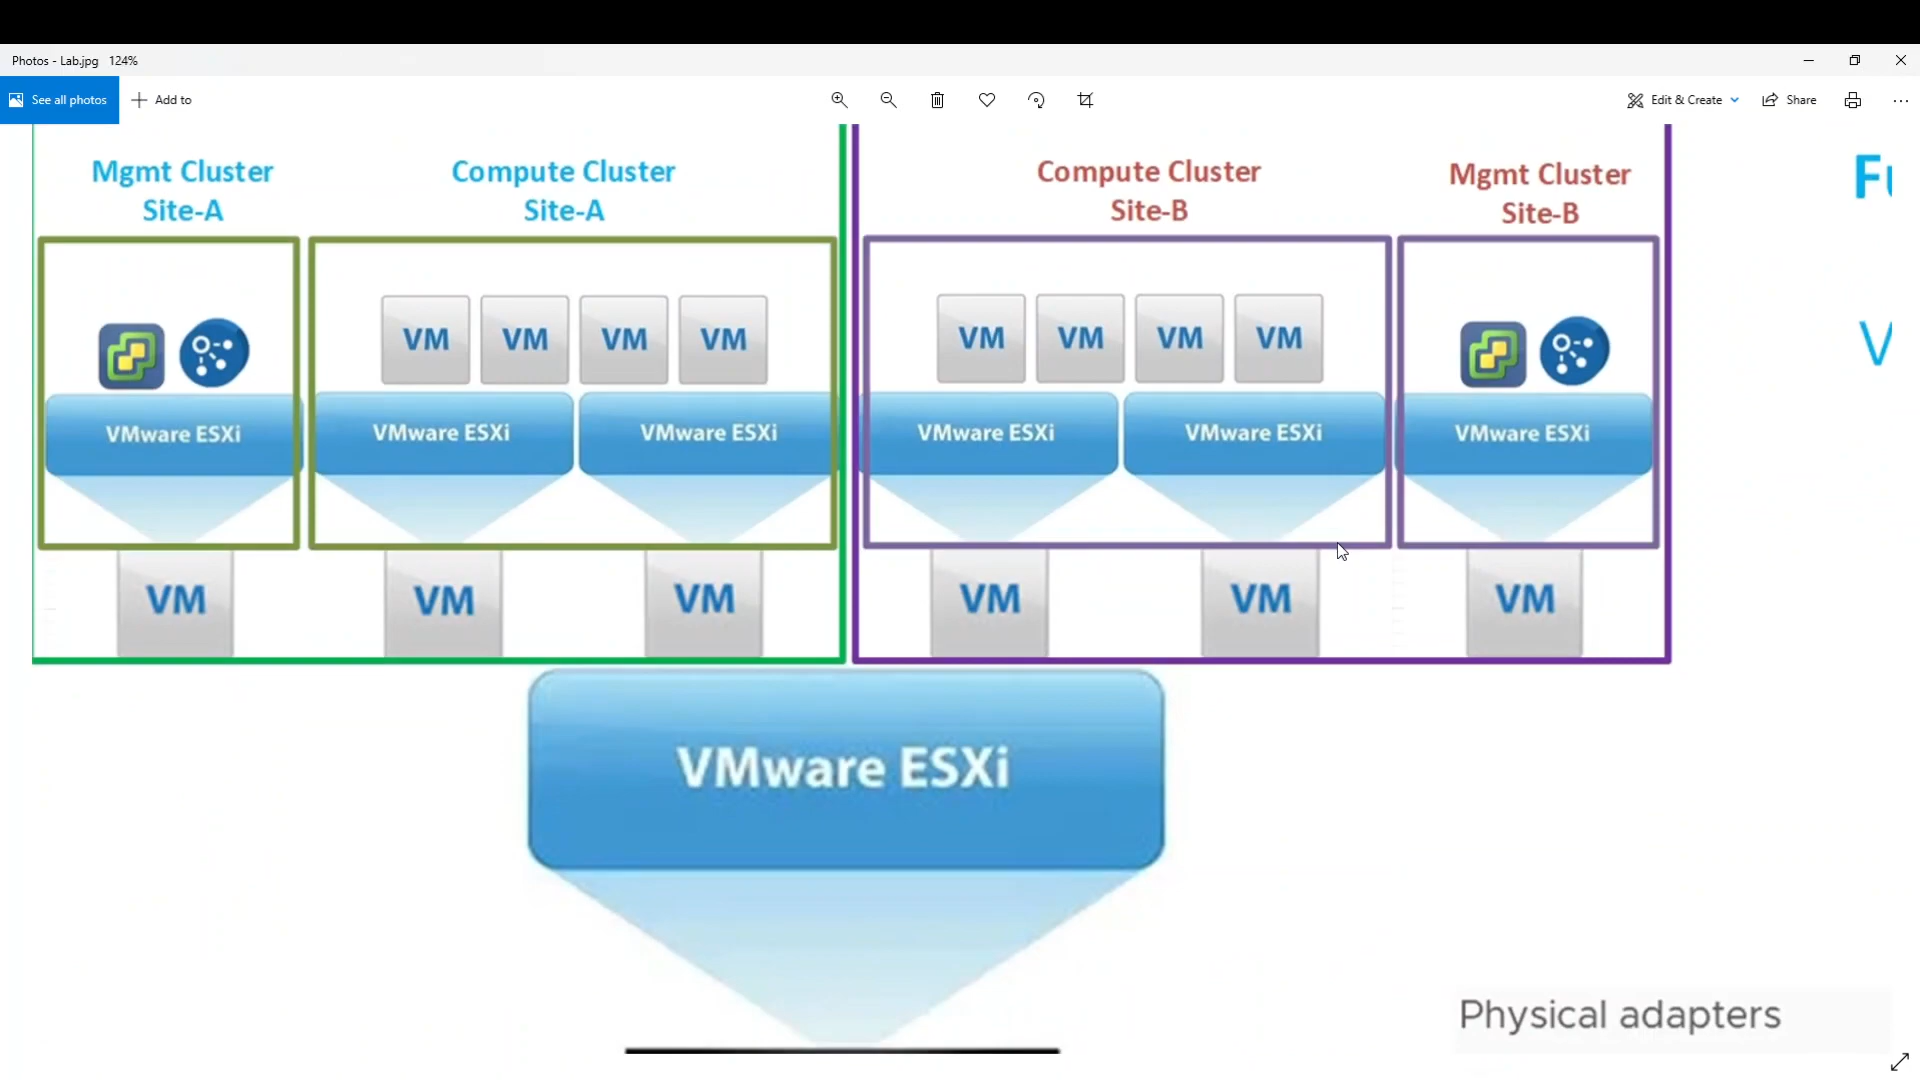 Photos - Lab.jpg 124%
See all photos
Add to
Edit & Create
Share
Mgmt Cluster
Site-A
Compute Cluster
Site-A
Compute Cluster
Site-B
Mgmt Cluster
Site-B
VM VM VM VM
VM VM VM VM
VMware ESXi
VMware ESXi
VMware ESXi
VMware ESXi
VMware ESXi
VMware ESXi
VM
VM
VM
VM
VM
VM
VMware ESXi
Physical adapters